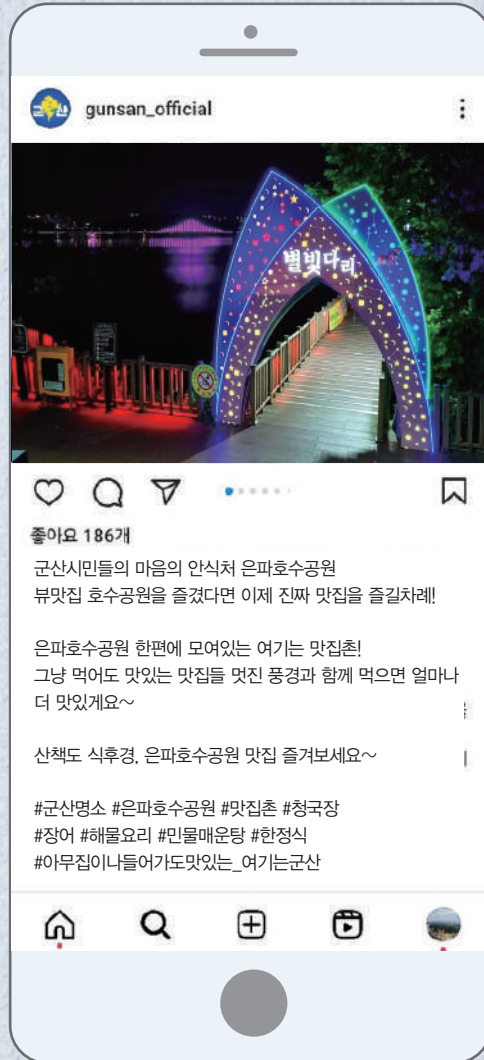 gunsan_official
별빛다리
좋아요 186개
군산시민들의 마음의 안식처 은파호수공원
뷰맛집 호수공원을 즐겼다면 이제 진짜 맛집을 즐길차례!
은파호수공원 한편에 모여있는 여기는 맛집촌!
그냥 먹어도 맛있는 맛집들 멋진 풍경과 함께 먹으면 얼마나
더 맛있게요~
산책도 식후경, 은파호수공원 맛집 즐겨보세요~
#군산명소 #은파호수공원 #맛집촌 #청국장
#장어 #해물요리 #민물매운탕 #한정식
#아무집이나들어가도맛있는_여기는군산